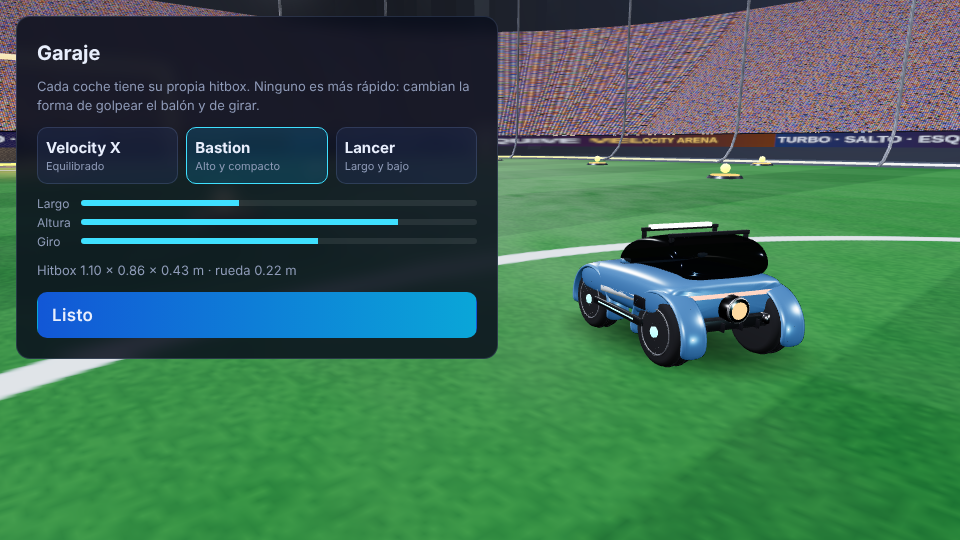 Garaje
Cada coche tiene su propia hitbox. Ninguno es más rápido: cambian la
forma de golpear el balón y de girar.
Velocity X
Equilibrado
Bastion
Alto y compacto
Lancer
Largo y bajo
Largo
Altura
Giro
Hitbox 1.10 × 0.86 × 0.43 m · rueda 0.22 m
Listo
VELOCITY ARENA
TURBO · SALTO · ESQ